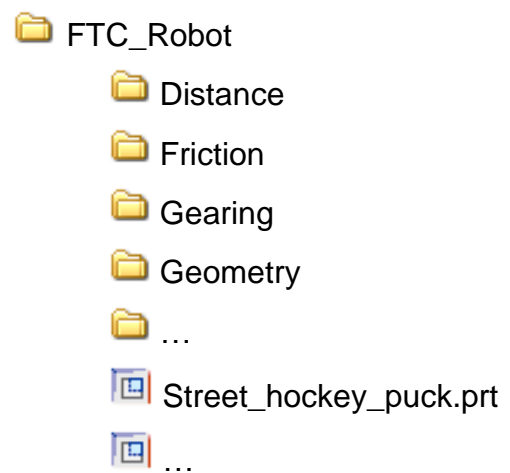 FTC_Robot
Distance
Friction
Gearing
Geometry
…
Street_hockey_puck.prt
…